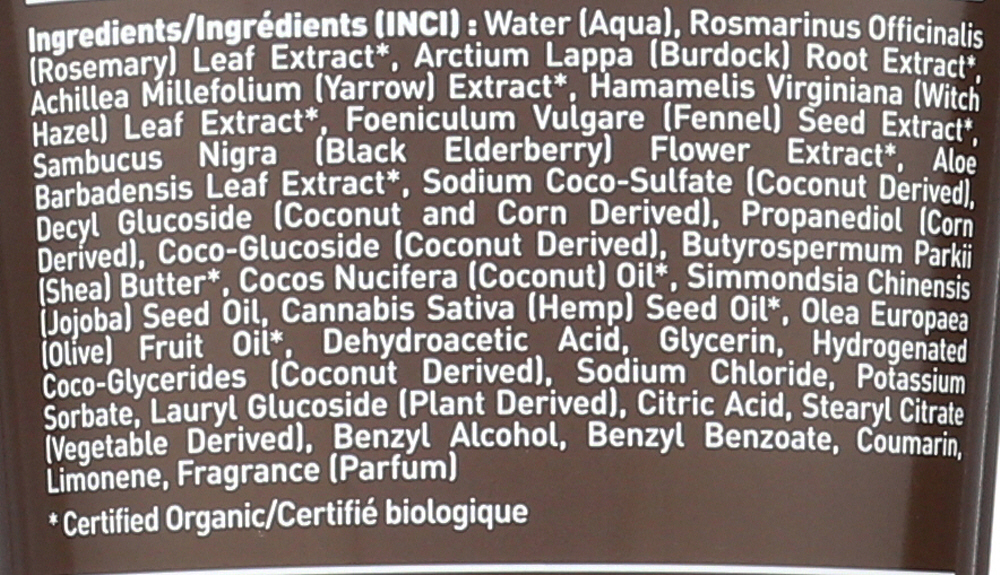 Ingredients/Ingrédients (INCI) : Water (Aqua), Rosmarinus Officinalis
(Rosemary) Leaf Extract*, Arctium Lappa (Burdock) Root Extract*,
Achillea Millefolium (Yarrow) Extract*, Hamamelis Virginiana (Witch
Hazel) Leaf Extract*, Foeniculum Vulgare (Fennel) Seed Extract*,
Sambucus Nigra (Black Elderberry) Flower Extract*, Aloe
Barbadensis Leaf Extract*, Sodium Coco-Sulfate (Coconut Derived),
Decyl Glucoside (Coconut and Corn Derived), Propanediol (Corn
Derived), Coco-Glucoside (Coconut Derived), Butyrospermum Parkii
(Shea) Butter*, Cocos Nucifera (Coconut) Oil*, Simmondsia Chinensis
(Jojoba) Seed Oil, Cannabis Sativa (Hemp) Seed Oil*, Olea Europaea
(Olive) Fruit Oil*, Dehydroacetic Acid, Glycerin, Hydrogenated
Coco-Glycerides (Coconut Derived), Sodium Chloride, Potassium
Sorbate, Lauryl Glucoside (Plant Derived), Citric Acid, Stearyl Citrate
(Vegetable Derived), Benzyl Alcohol, Benzyl Benzoate, Coumarin,
Limonene, Fragrance (Parfum)
* Certified Organic/Certifié biologique